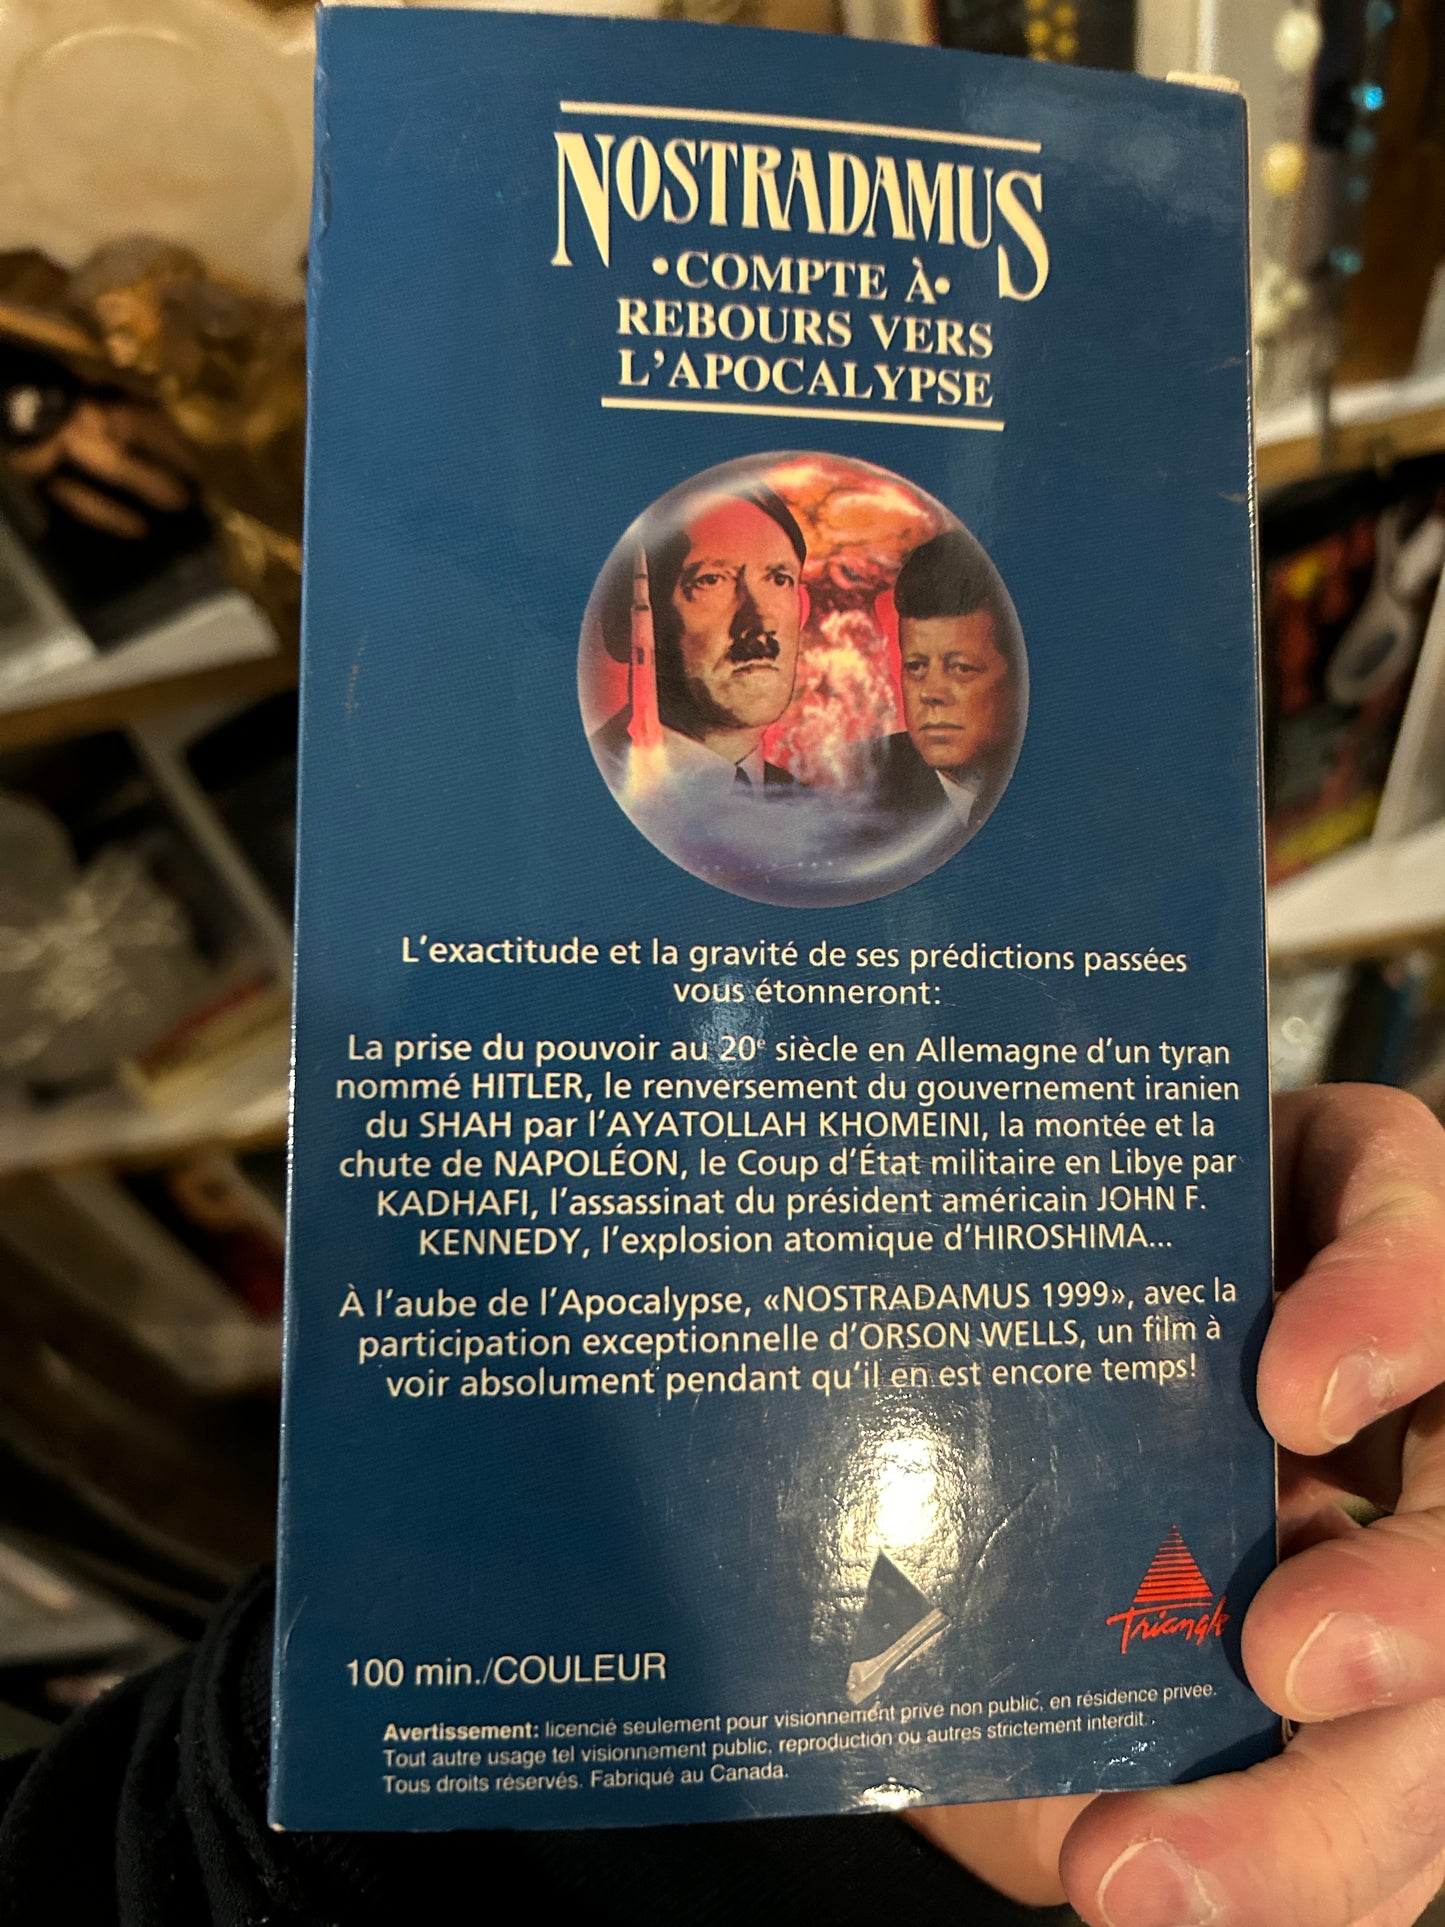 NOSTRADAMUS
•COMPTE À•
REBOURS VERS
L'APOCALYPSE
L'exactitude et la gravité de ses prédictions passées
vous étonneront:
La prise du pouvoir au 20e siècle en Allemagne d'un tyran
nommé HITLER, le renversement du gouvernement iranien
du SHAH par l'AYATOLLAH KHOMEINI, la montée et la
chute de NAPOLÉON, le Coup d'État militaire en Libye par
KADHAFI, l'assassinat du président américain JOHN F.
KENNEDY, l'explosion atomique d'HIROSHIMA...
À l'aube de l'Apocalypse, «NOSTRADAMUS 1999», avec la
participation exceptionnelle d'ORSON WELLS, un film à
voir absolument pendant qu'il en est encore temps!
Triangle
100 min./COULEUR
Avertissement: licencié seulement pour visionnement privé non public, en résidence privée.
Tout autre usage tel visionnement public, reproduction ou autres strictement interdit.
Tous droits réservés. Fabriqué au Canada.